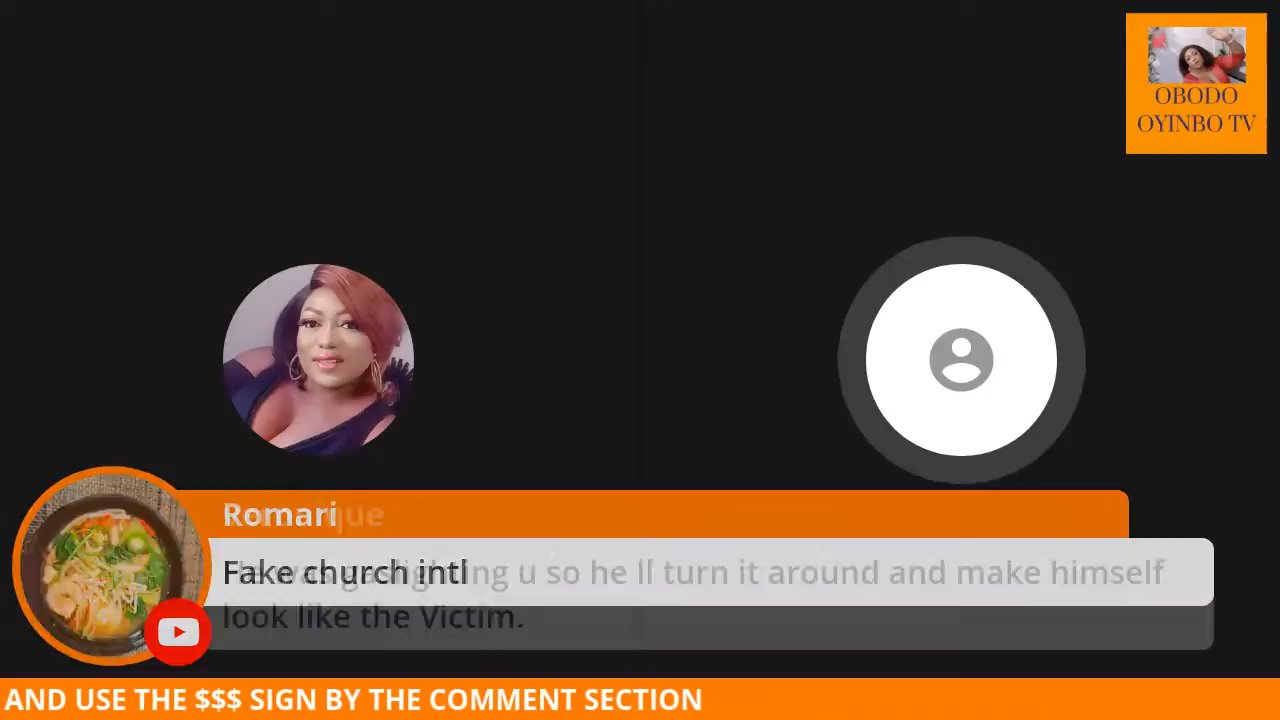 OBODO
OYINBO TV
Romari
Fake church intl
u so he ll turn it around and make himself
look like the Victim.
AND USE THE $$$ SIGN BY THE COMMENT SECTION